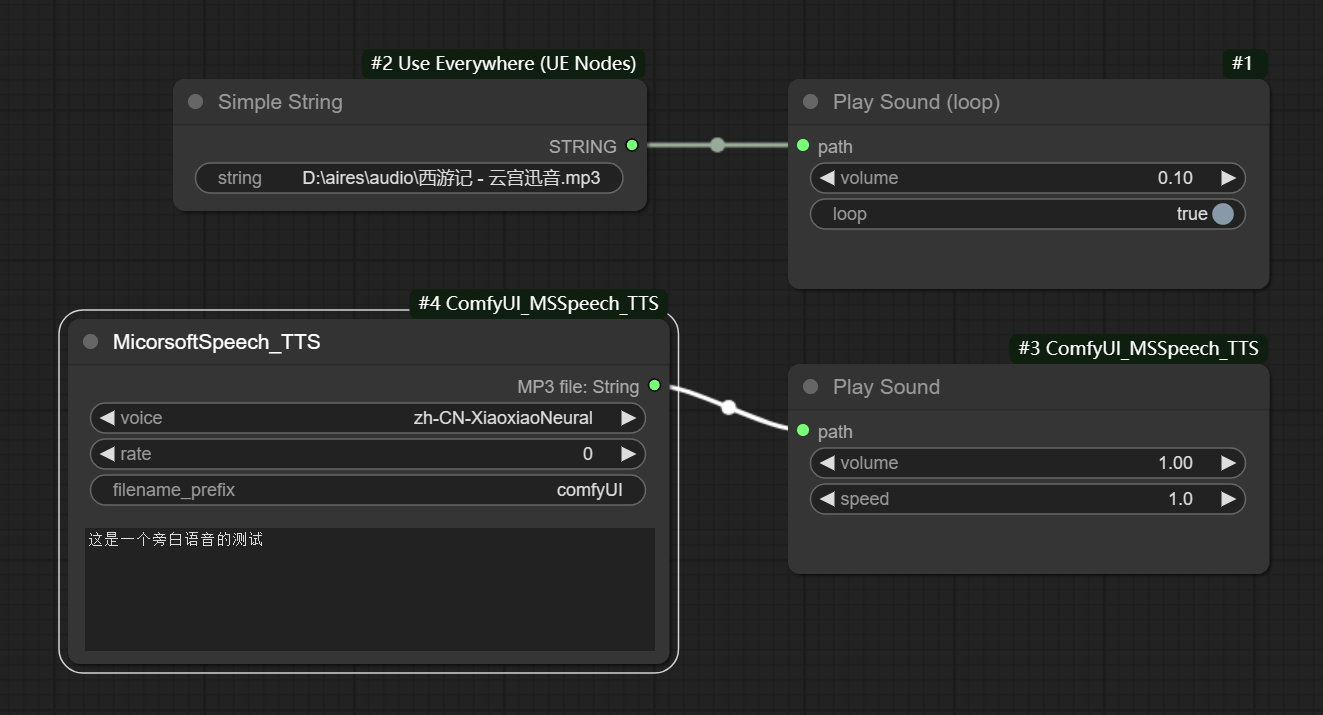 #2 Use Everywhere (UE Nodes)
Simple String
STRING
string D:\aires\audio\西游记 - 云宫迅音.mp3
#1
Play Sound (loop)
path
volume 0.10
loop true
#4 ComfyUI_MSSpeech_TTS
MicorsoftSpeech_TTS
MP3 file: String
voice zh-CN-XiaoxiaoNeural
rate 0
filename_prefix comfyUI
这是一个旁白语音的测试
#3 ComfyUI_MSSpeech_TTS
Play Sound
path
volume 1.00
speed 1.0